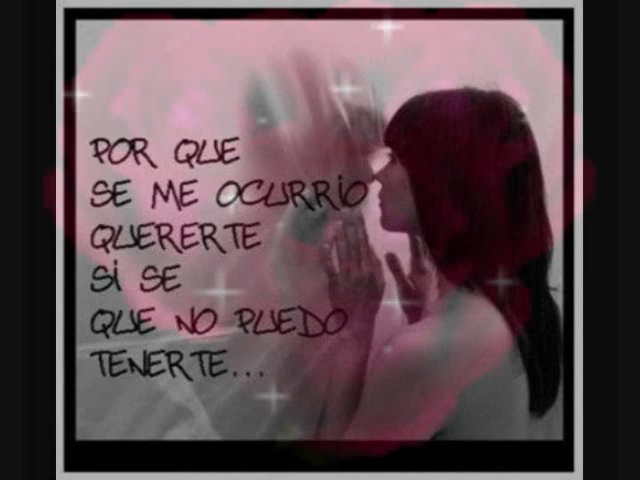 POR QUE
SE ME OCURRIO
QUERERTE
Si SE
QUE NO PUEDO
TENERTE...